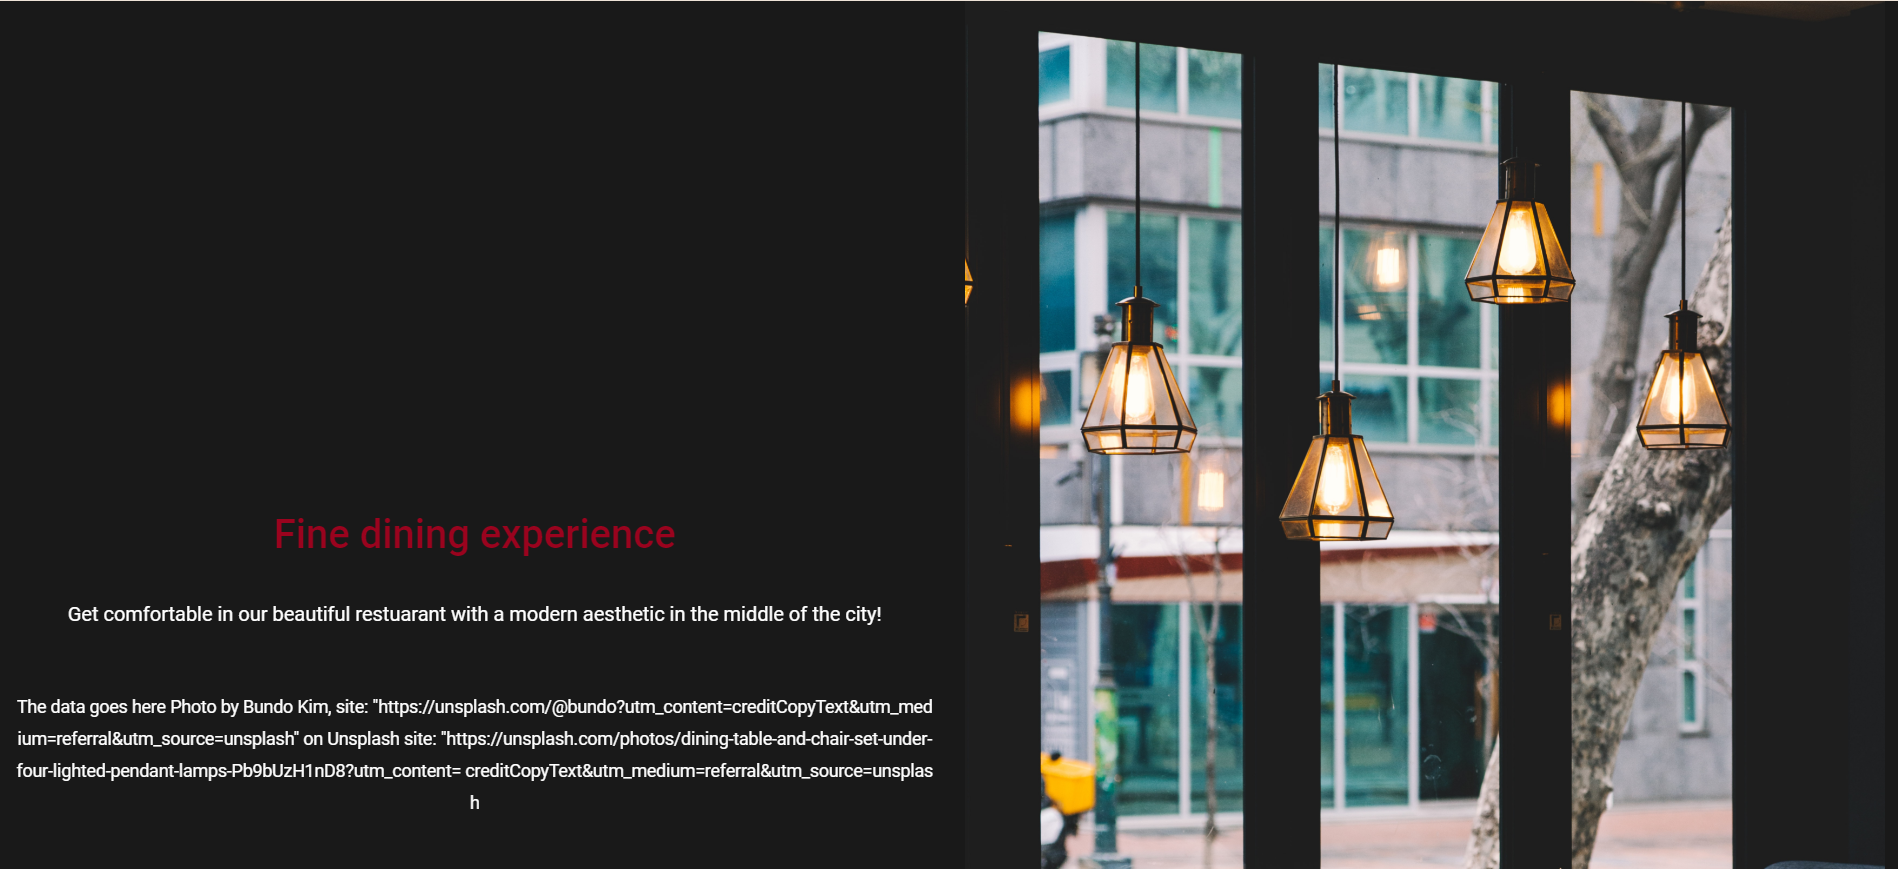 Fine dining experience
Get comfortable in our beautiful restuarant with a modern aesthetic in the middle of the city!
The data goes here Photo by Bundo Kim, site: "https://unsplash.com/@bundo?utm_content=creditCopyText&utm_med
ium=referral&utm_source=unsplash" on Unsplash site: "https://unsplash.com/photos/dining-table-and-chair-set-under-
four-lighted-pendant-lamps-Pb9bUzH1nD8?utm_content= creditCopyText&utm_medium=referral&utm_source=unsplas
h